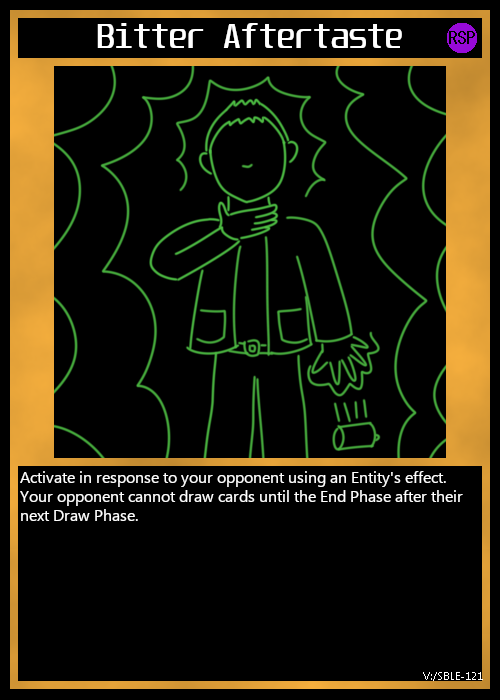 Bitter Aftertaste
RSP
Activate in response to your opponent using an Entity's effect.
Your opponent cannot draw cards until the End Phase after their
next Draw Phase.
V:/SBLE-121